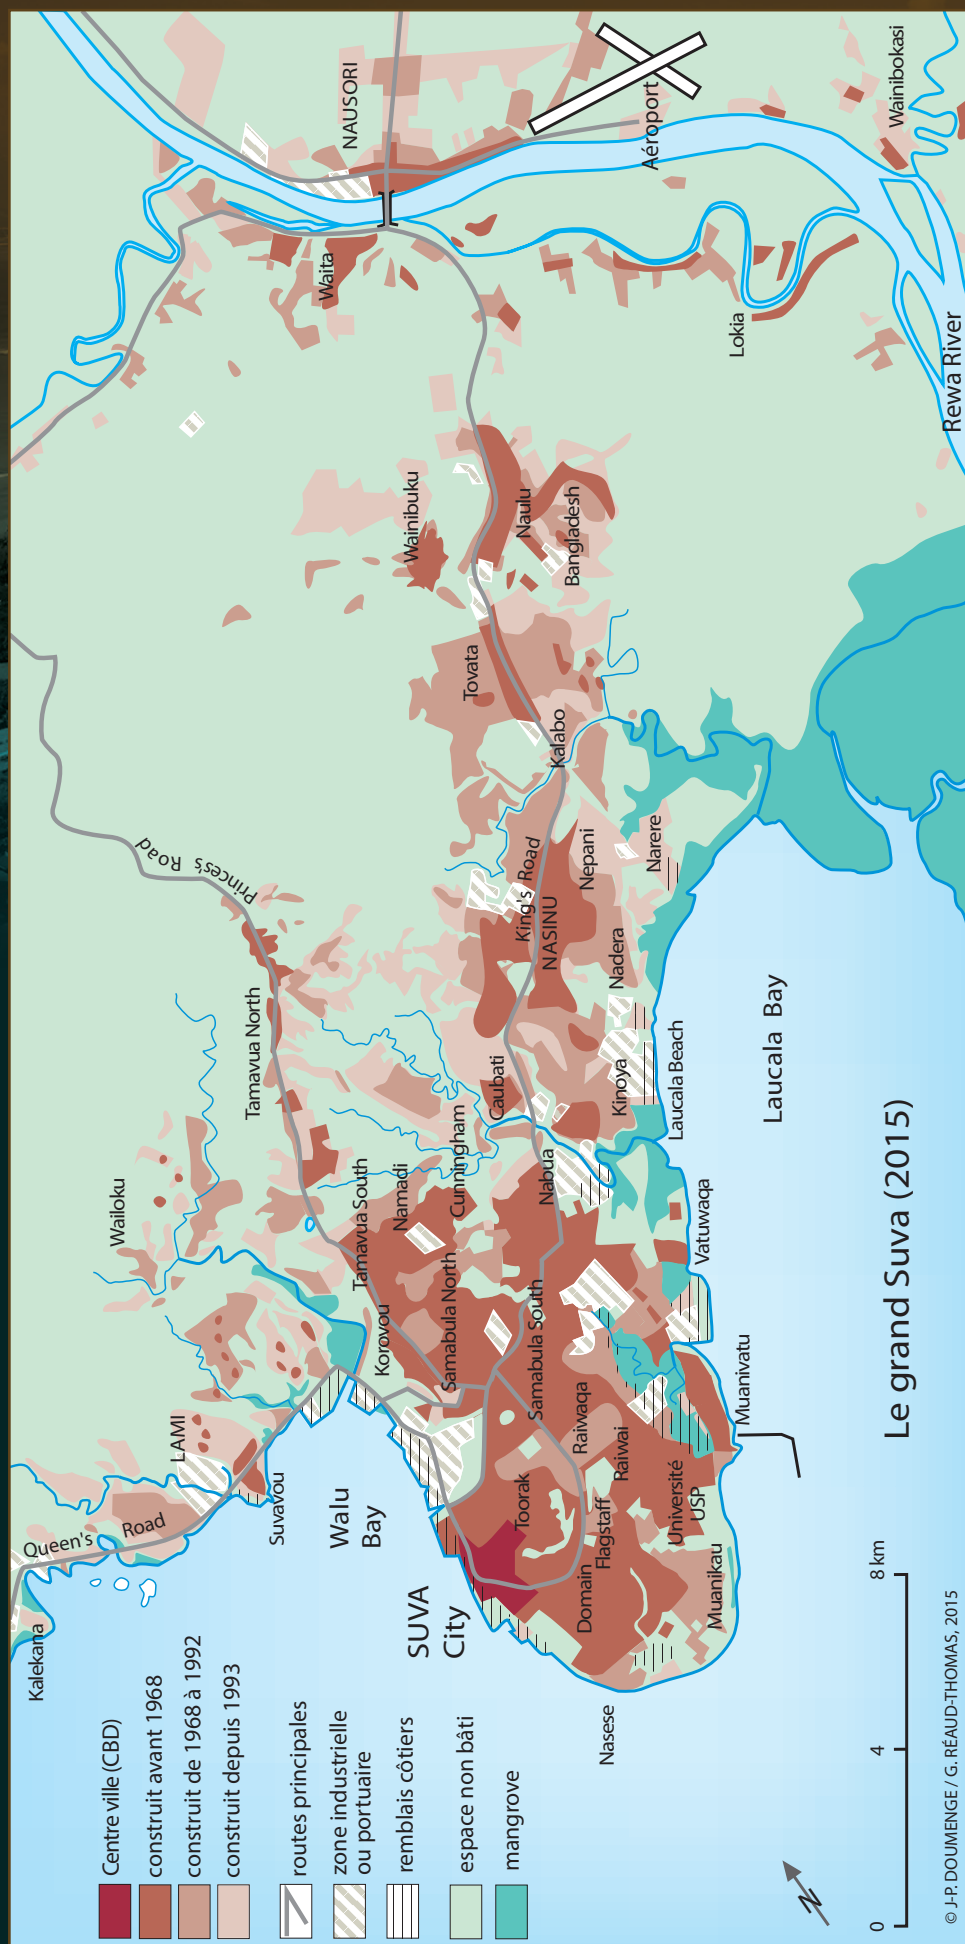 Le grand Suva (2015)
Centre ville (CBD)
construit avant 1968
construit de 1968 à 1992
construit depuis 1993
routes principales
zone industrielle
ou portuaire
remblais côtiers
espace non bâti
mangrove
N
0
4
8 km
© J-P. DOUMENGE / G. RÉAUD-THOMAS, 2015
Kalekana
Queen's Road
LAMI
Suvavou
Walu
Bay
SUVA
City
Nasese
Wailoku
Tamavua North
Princes's Road
Tamavua South
Namadi
Cunningham
Korovou
Samabula North
Samabula South
Nabua
Caubati
Toorak
Raiwaqa
Raiwai
Flagstaff
Domain
Université
USP
Muanikau
Muanivatu
Vatuwaqa
Laucala Beach
Kinoya
Nadera
NASINU
King's Road
Nepani
Narere
Laucala Bay
Kalabo
Tovata
Wainibuku
Naulu
Bangladesh
Waita
NAUSORI
Aéroport
Lokia
Wainibokasi
Rewa River